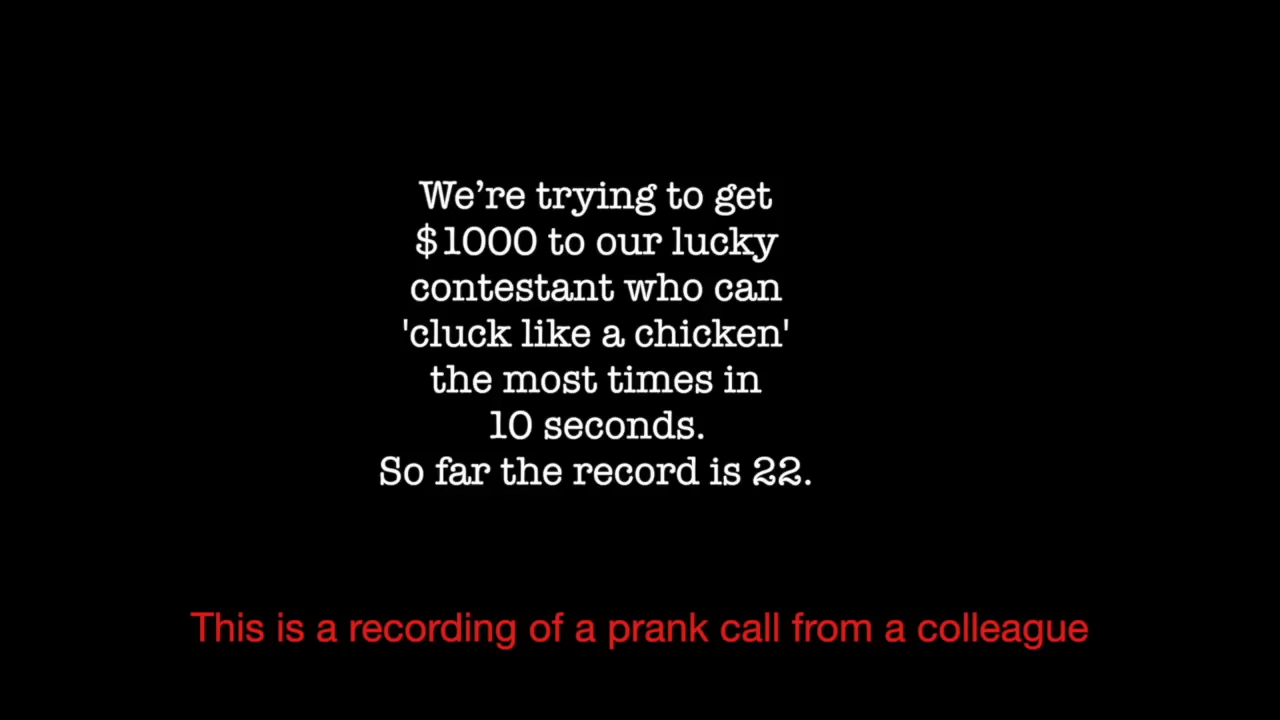 We’re trying to get
$1000 to our lucky
contestant who can
'cluck like a chicken'
the most times in
10 seconds.
So far the record is 22.
This is a recording of a prank call from a colleague